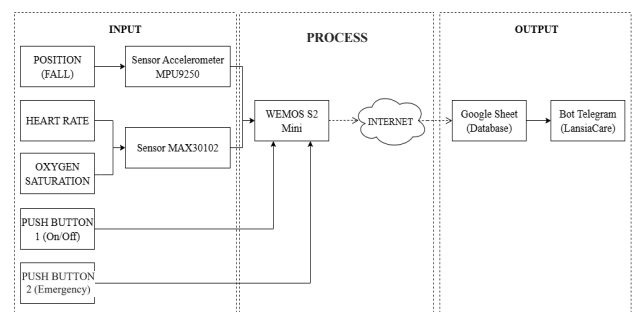 INPUT
POSITION
(FALL)
Sensor Accelerometer
MPU9250
HEART RATE
Sensor MAX30102
OXYGEN
SATURATION
PUSH BUTTON
1 (On/Off)
PUSH BUTTON
2 (Emergency)
PROCESS
WEMOS S2
Mini
INTERNET
OUTPUT
Google Sheet
(Database)
Bot Telegram
(LansiaCare)